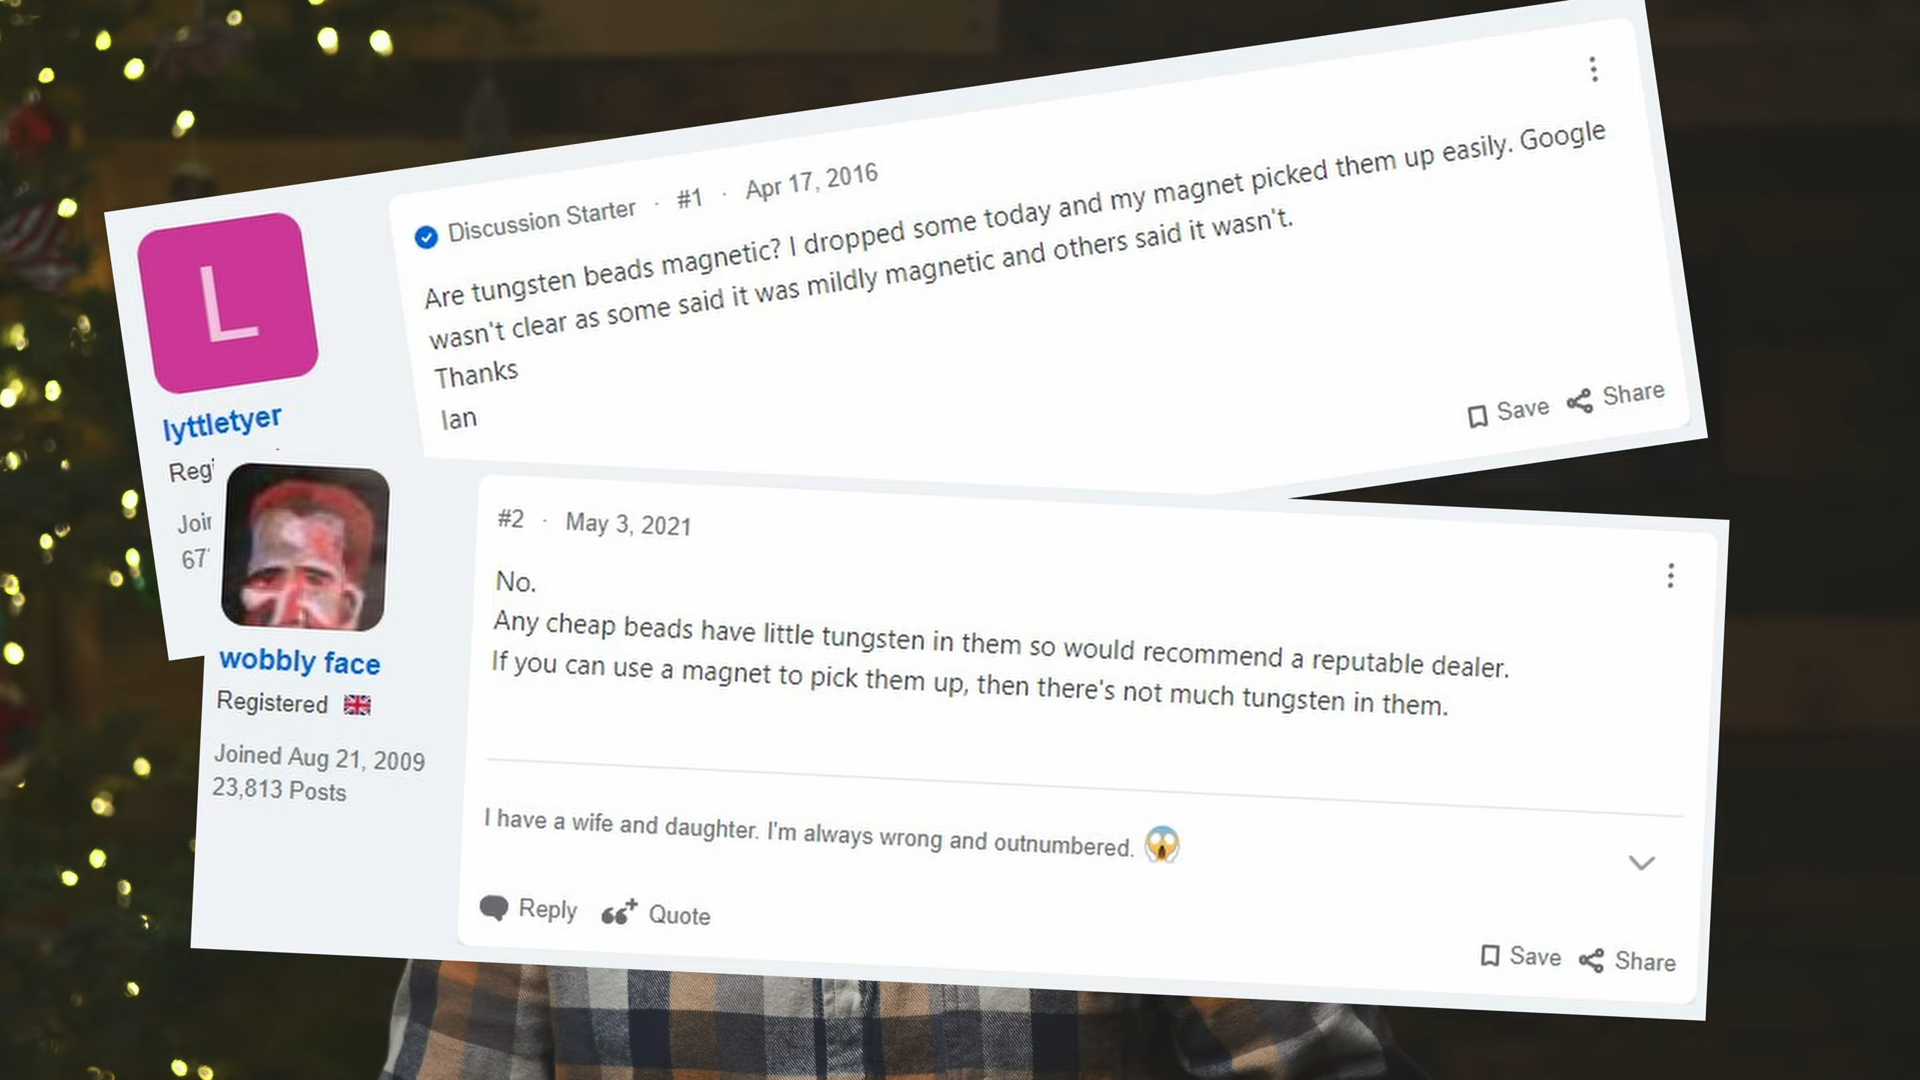 L
lyttletyer
Discussion Starter · #1 · Apr 17, 2016
Are tungsten beads magnetic? I dropped some today and my magnet picked them up easily. Google
wasn't clear as some said it was mildly magnetic and others said it wasn't.
Thanks
Ian
Save Share
wobbly face
Registered
Joined Aug 21, 2009
23,813 Posts
#2 · May 3, 2021
No.
Any cheap beads have little tungsten in them so would recommend a reputable dealer.
If you can use a magnet to pick them up, then there's not much tungsten in them.
I have a wife and daughter. I'm always wrong and outnumbered.
Reply Quote
Save Share